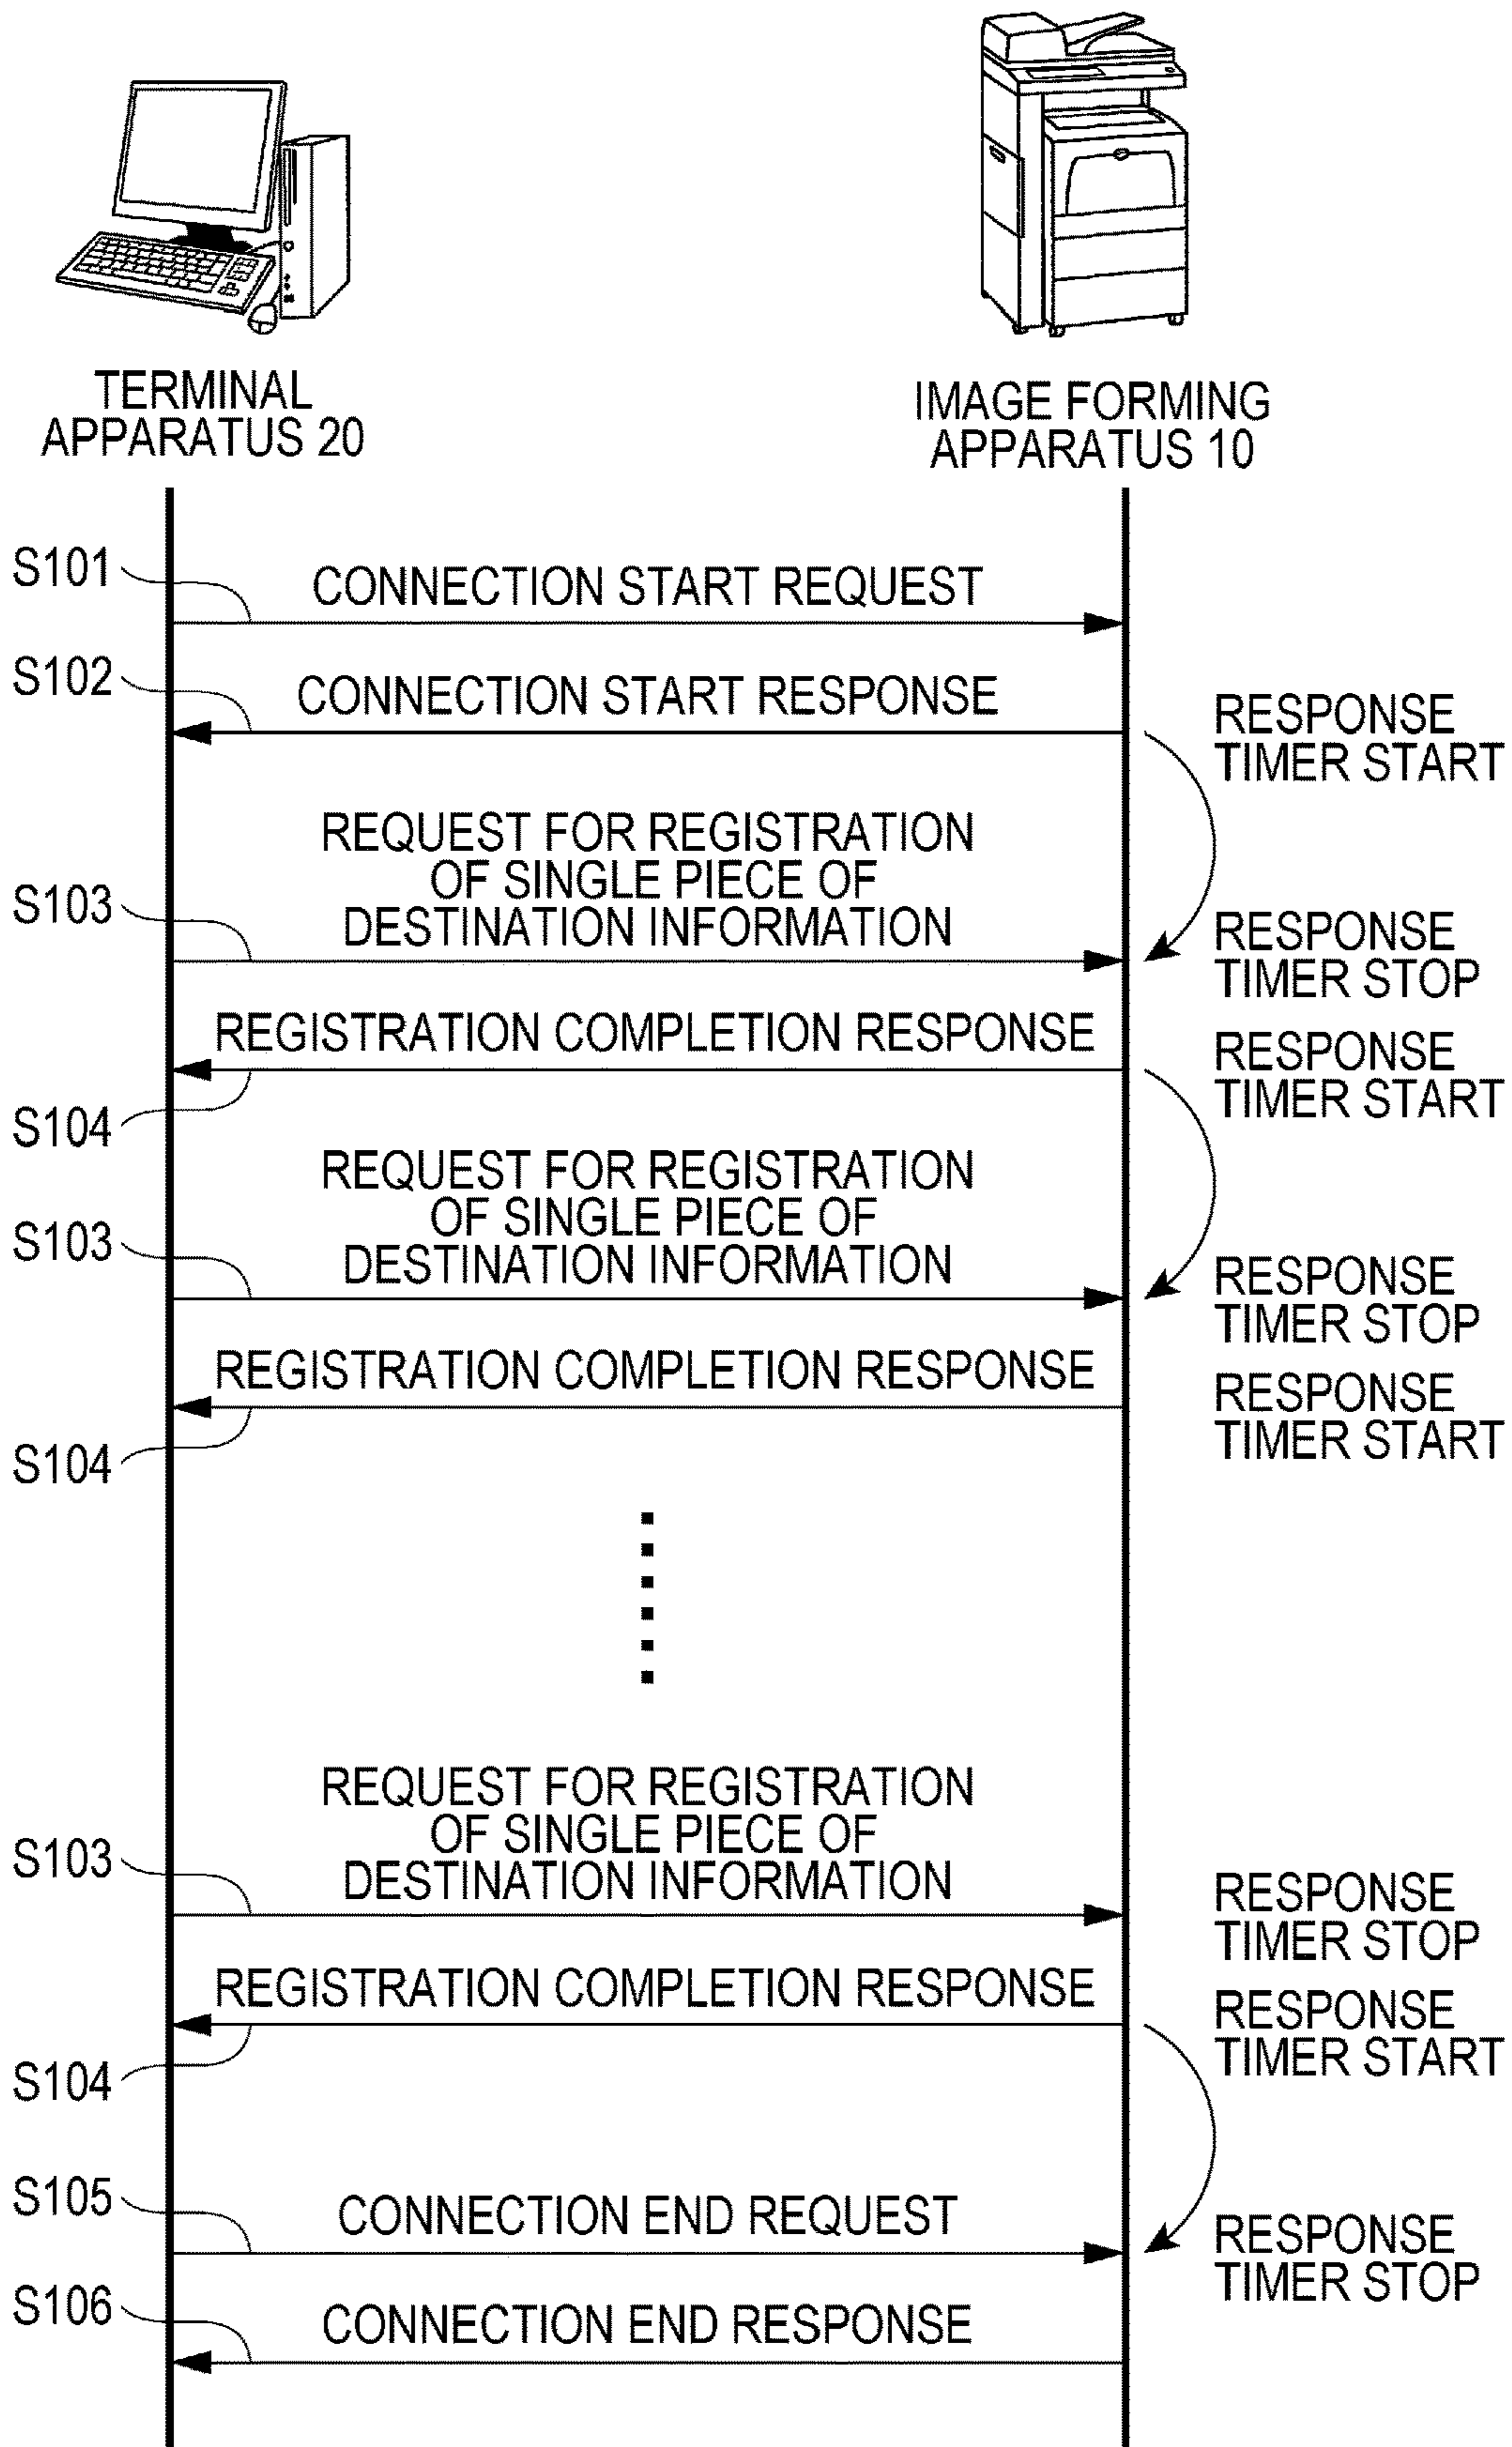 TERMINAL
APPARATUS 20
IMAGE FORMING
APPARATUS 10
S101
CONNECTION START REQUEST
S102
CONNECTION START RESPONSE
RESPONSE
TIMER START
REQUEST FOR REGISTRATION
OF SINGLE PIECE OF
DESTINATION INFORMATION
S103
RESPONSE
TIMER STOP
REGISTRATION COMPLETION RESPONSE
RESPONSE
TIMER START
S104
REQUEST FOR REGISTRATION
OF SINGLE PIECE OF
DESTINATION INFORMATION
S103
RESPONSE
TIMER STOP
REGISTRATION COMPLETION RESPONSE
RESPONSE
TIMER START
S104
REQUEST FOR REGISTRATION
OF SINGLE PIECE OF
DESTINATION INFORMATION
S103
RESPONSE
TIMER STOP
REGISTRATION COMPLETION RESPONSE
RESPONSE
TIMER START
S104
S105
CONNECTION END REQUEST
RESPONSE
TIMER STOP
S106
CONNECTION END RESPONSE